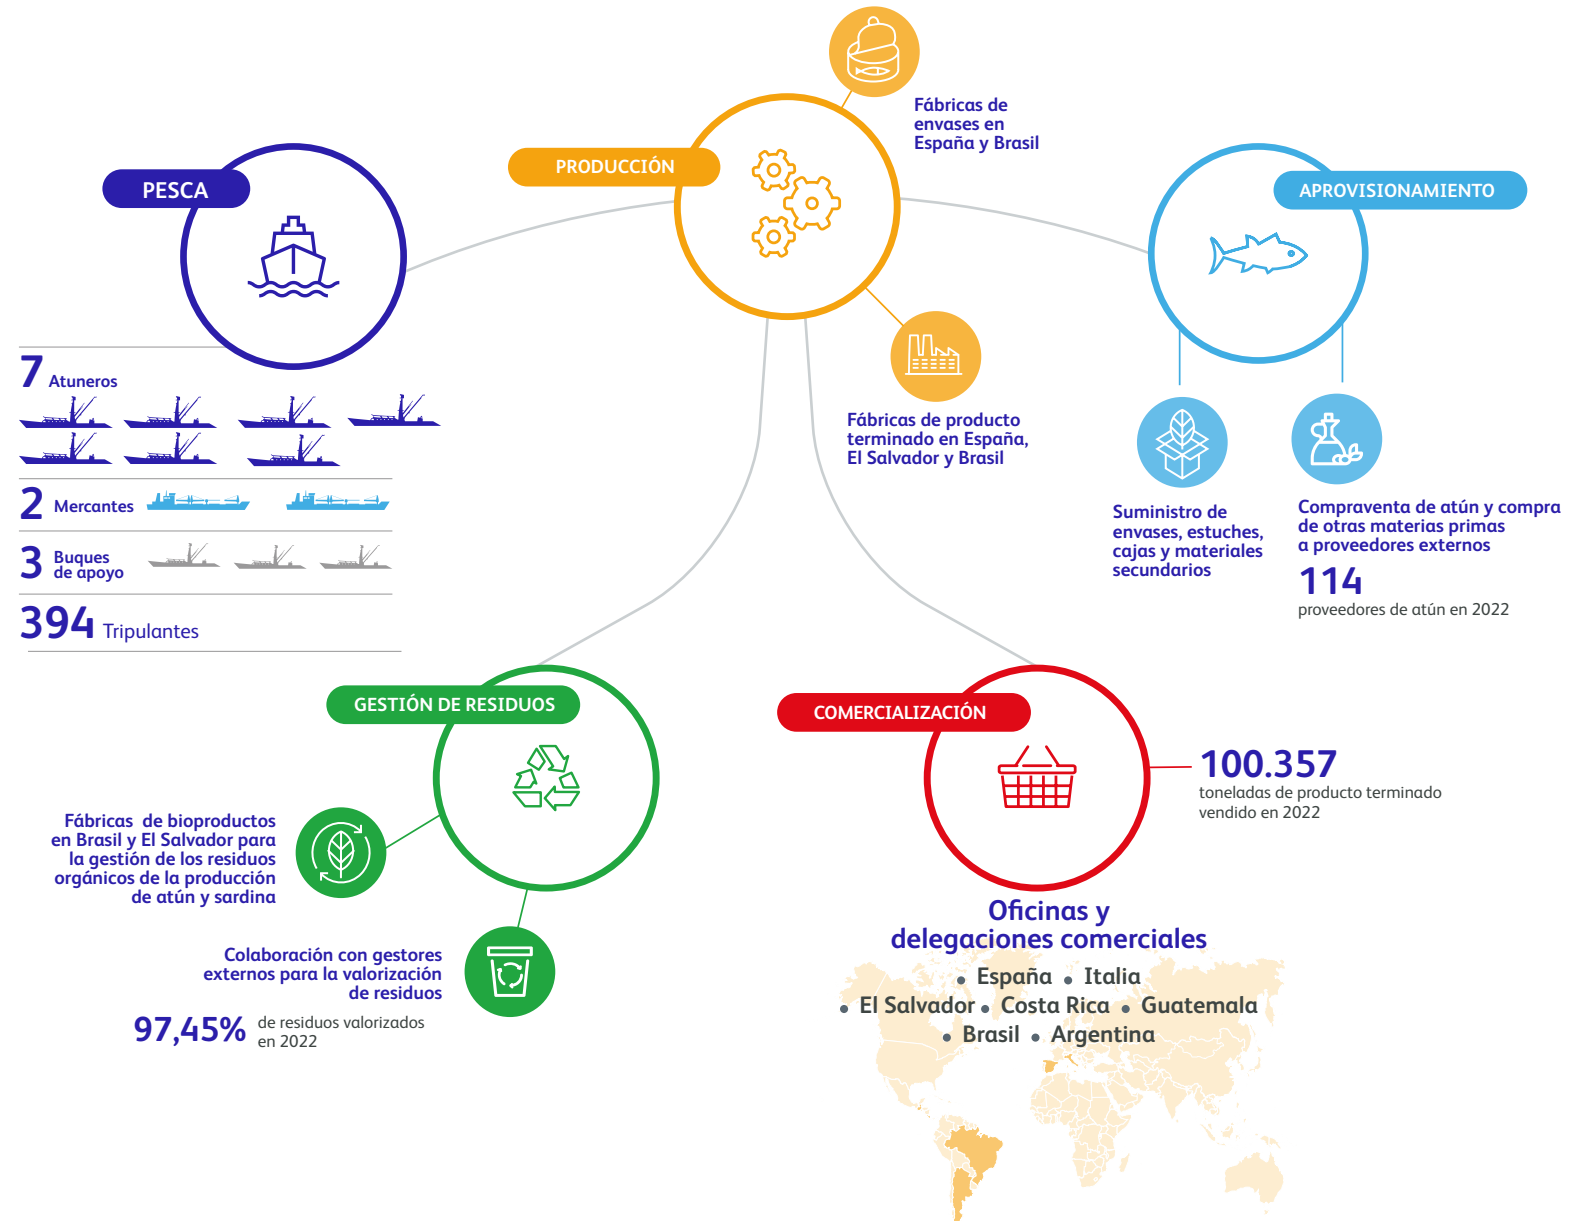 Fábricas de
envases en
España y Brasil
PRODUCCIÓN
PESCA
APROVISIONAMIENTO
7 Atuneros
2 Mercantes
3 Buques
de apoyo
394 Tripulantes
Fábricas de producto
terminado en España,
El Salvador y Brasil
Suministro de
envases, estuches,
cajas y materiales
secundarios
Compraventa de atún y compra
de otras materias primas
a proveedores externos
114
proveedores de atún en 2022
GESTIÓN DE RESIDUOS
Fábricas de bioproductos
en Brasil y El Salvador para
la gestión de los residuos
orgánicos de la producción
de atún y sardina
Colaboración con gestores
externos para la valorización
de residuos
97,45% de residuos valorizados
en 2022
COMERCIALIZACIÓN
100.357
toneladas de producto terminado
vendido en 2022
Oficinas y
delegaciones comerciales
• España • Italia
• El Salvador • Costa Rica • Guatemala
• Brasil • Argentina